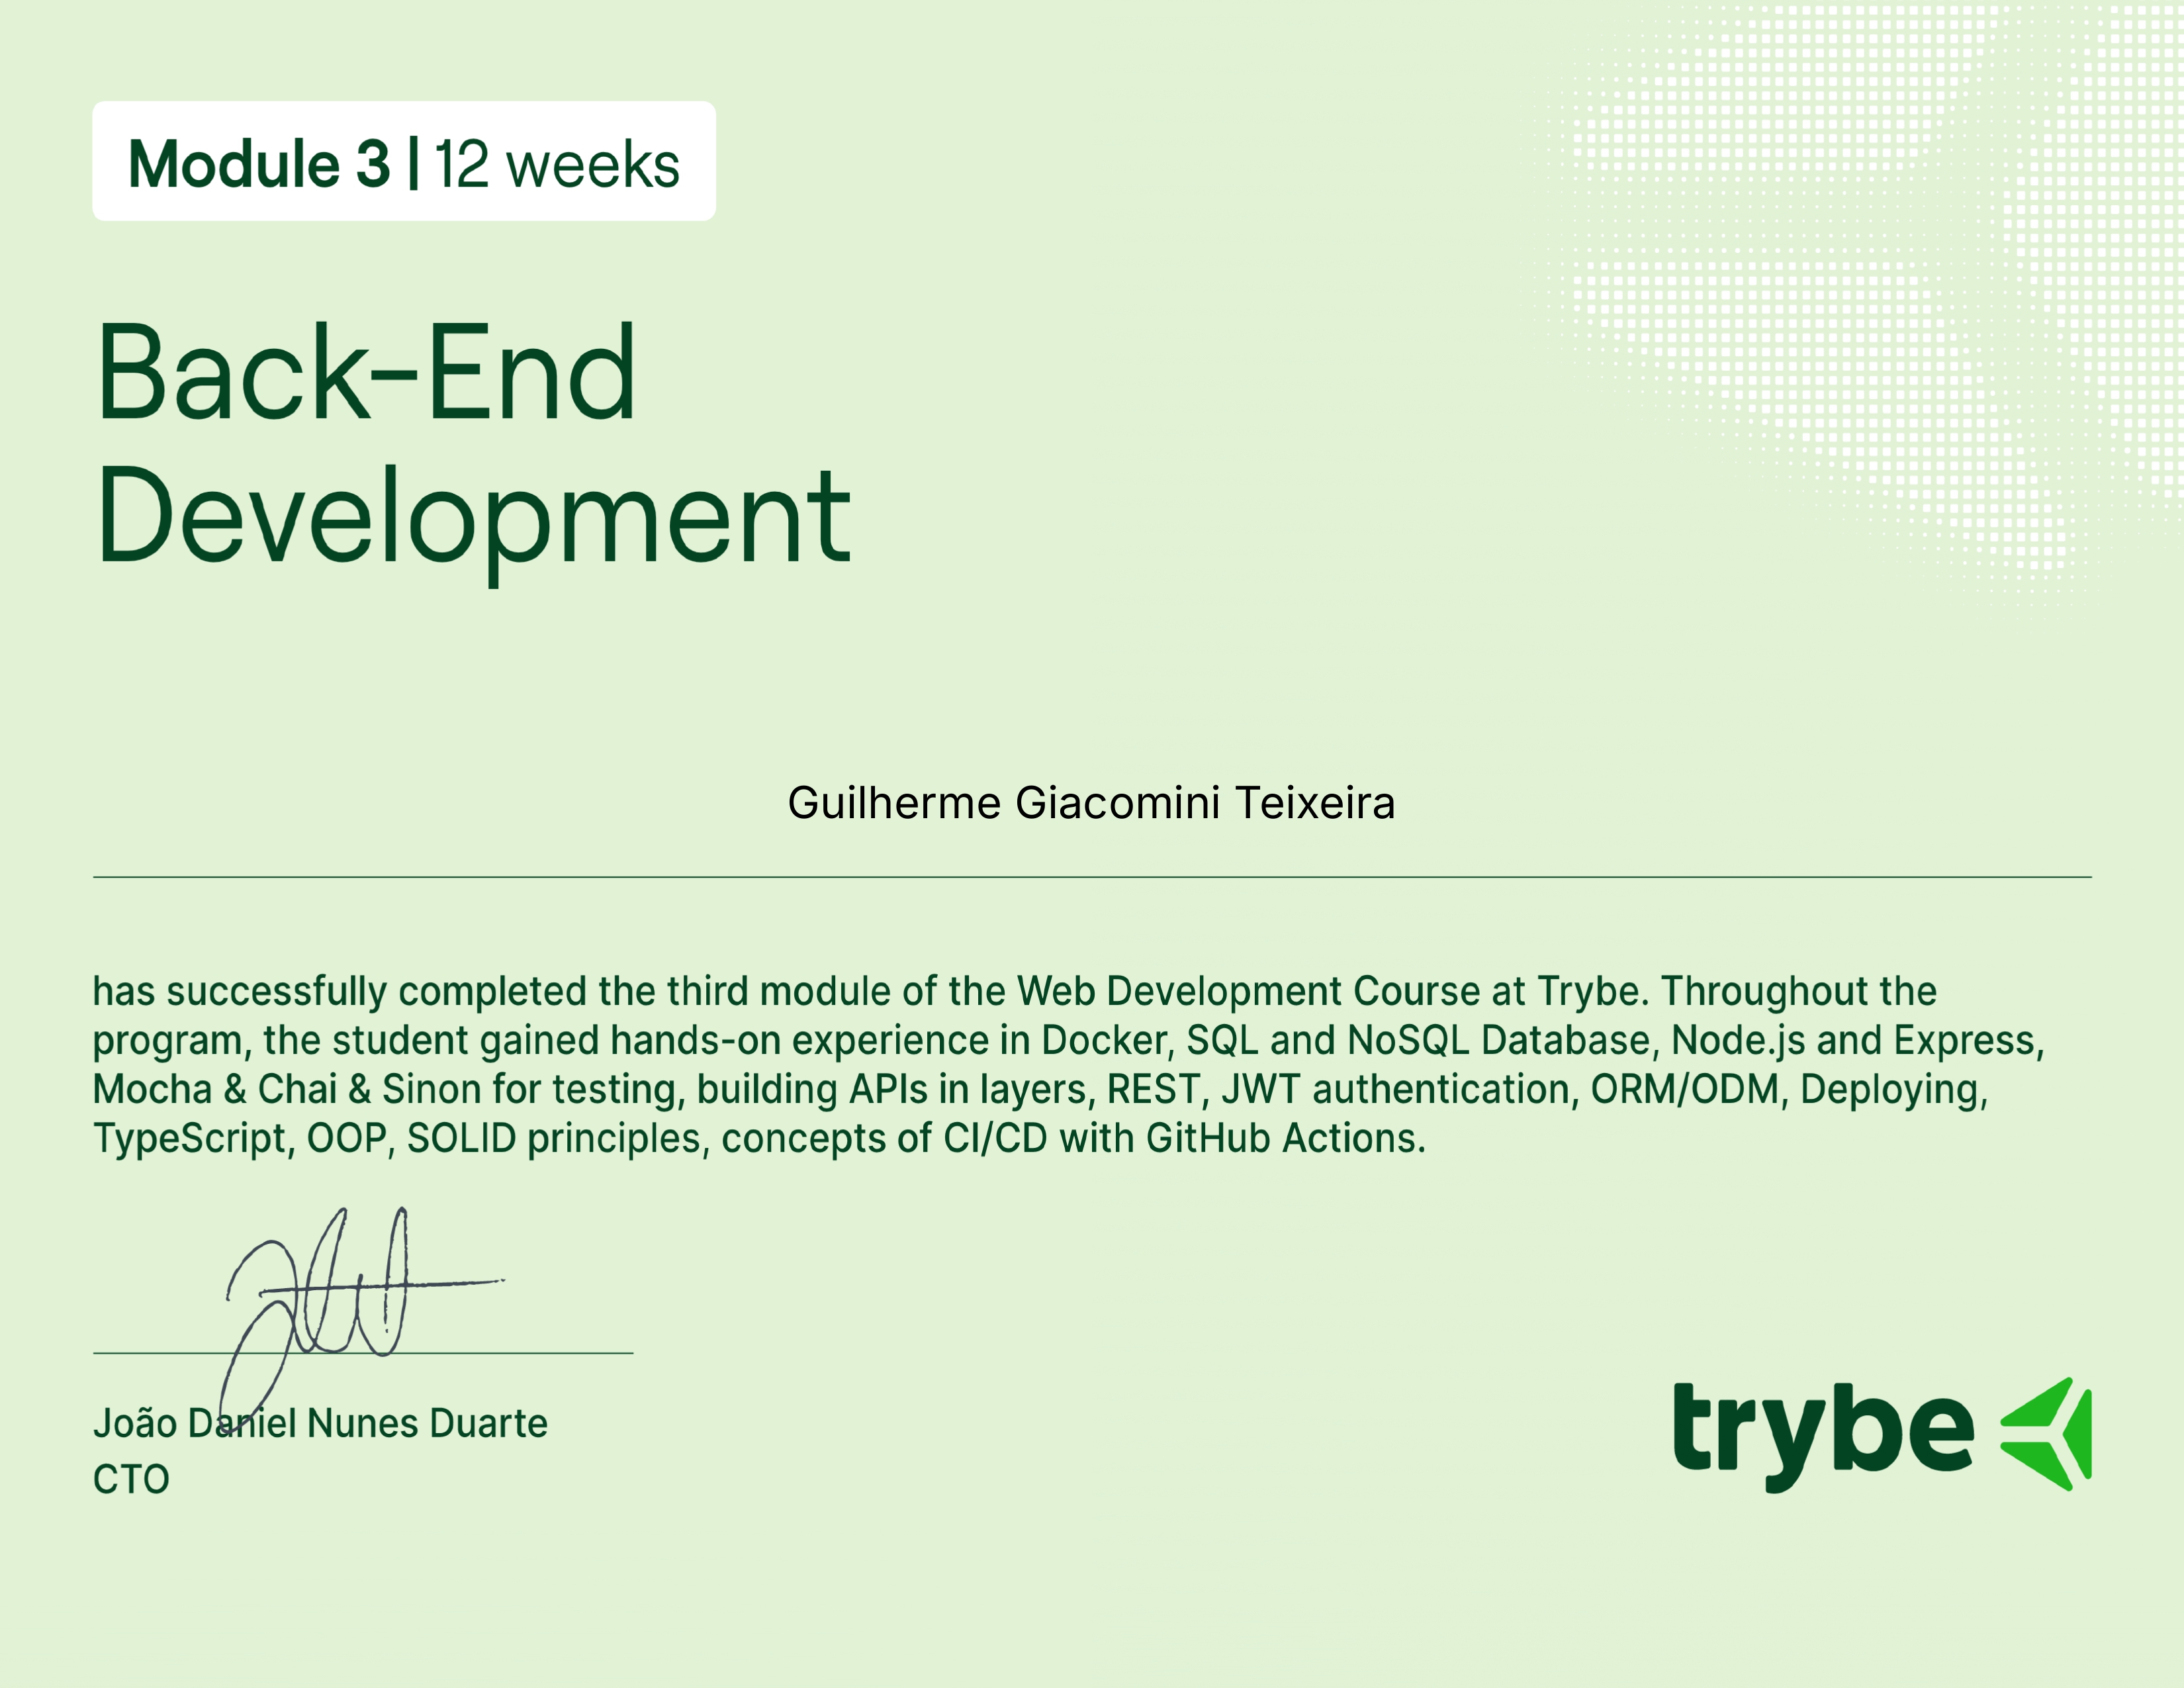 Module 3 | 12 weeks
Back-End
Development
Guilherme Giacomini Teixeira
has successfully completed the third module of the Web Development Course at Trybe. Throughout the
program, the student gained hands-on experience in Docker, SQL and NoSQL Database, Node.js and Express,
Mocha & Chai & Sinon for testing, building APIs in layers, REST, JWT authentication, ORM/ODM, Deploying,
TypeScript, OOP, SOLID principles, concepts of CI/CD with GitHub Actions.
João Daniel Nunes Duarte
CTO
trybe